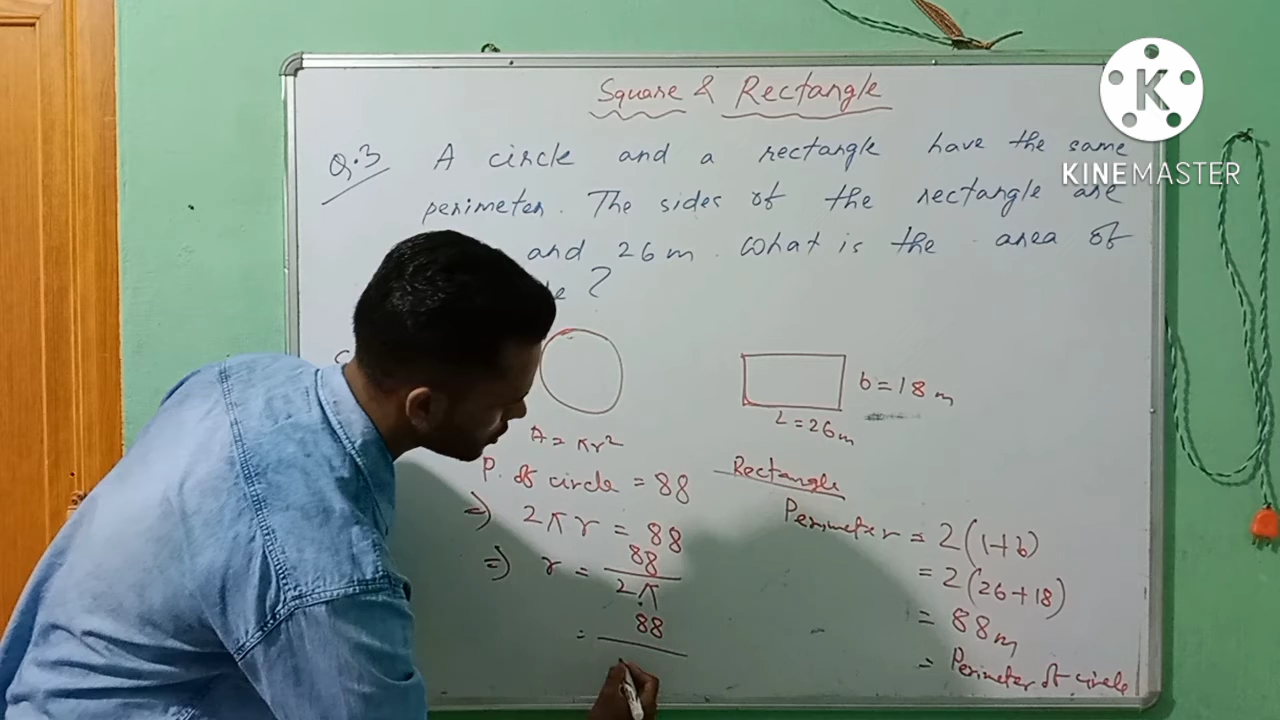 Square & Rectangle
Q.3 A circle and a rectangle have the same
perimeter. The sides of the rectangle are
and 26m. What is the area of
?
A = πr²
b = 18 m
L = 26m
P. of circle = 88
⇒ 2πr = 88
⇒ r = 88/2π
= 88
Rectangle
Perimeter = 2(l+b)
= 2(26+18)
= 88m
= Perimeter of circle
K
KINEMASTER